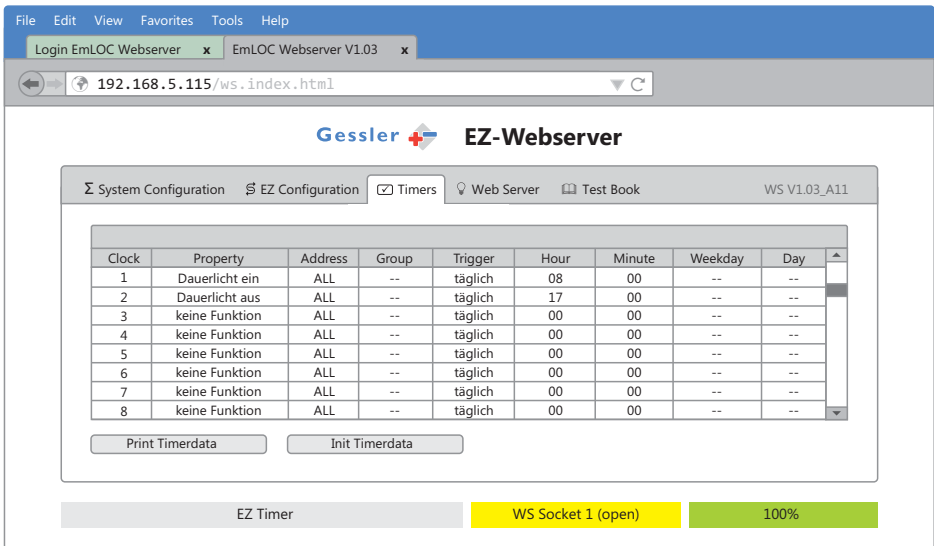 File Edit View Favorites Tools Help
Login EmLOC Webserver x EmLOC Webserver V1.03 x
192.168.5.115/ws.index.html
Gessler EZ-Webserver
Σ System Configuration EZ Configuration Timers Web Server Test Book WS V1.03_A11
Clock Property Address Group Trigger Hour Minute Weekday Day
1 Dauerlicht ein ALL -- täglich 08 00 -- --
2 Dauerlicht aus ALL -- täglich 17 00 -- --
3 keine Funktion ALL -- täglich 00 00 -- --
4 keine Funktion ALL -- täglich 00 00 -- --
5 keine Funktion ALL -- täglich 00 00 -- --
6 keine Funktion ALL -- täglich 00 00 -- --
7 keine Funktion ALL -- täglich 00 00 -- --
8 keine Funktion ALL -- täglich 00 00 -- --
Print Timerdata Init Timerdata
EZ Timer WS Socket 1 (open) 100%